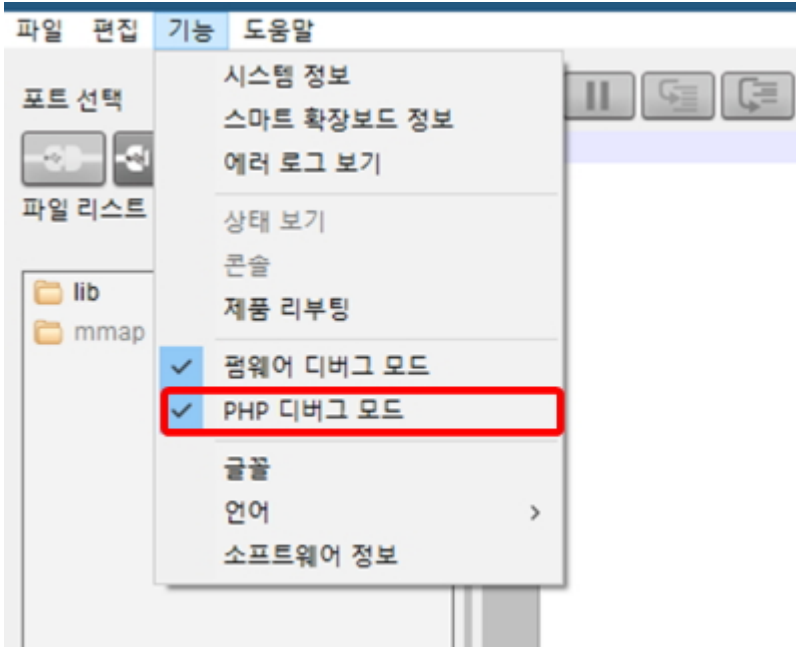 파일 편집 기능 도움말
포트 선택
파일 리스트
lib
mmap
시스템 정보
스마트 확장보드 정보
에러 로그 보기
상태 보기
콘솔
제품 리부팅
펌웨어 디버그 모드
PHP 디버그 모드
글꼴
언어
소프트웨어 정보